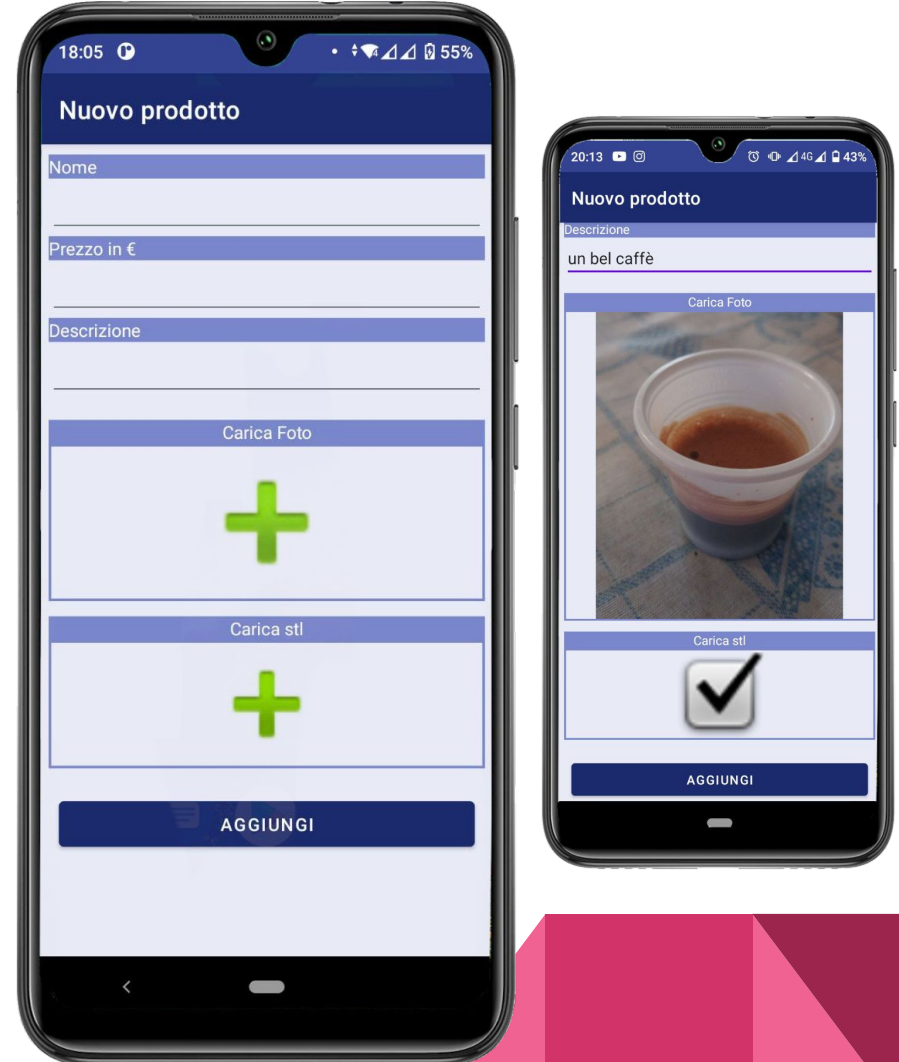 18:05 55%
Nuovo prodotto
Nome
Prezzo in €
Descrizione
Carica Foto
Carica stl
AGGIUNGI
20:13 4G 43%
Nuovo prodotto
Descrizione
un bel caffè
Carica Foto
Carica stl
AGGIUNGI